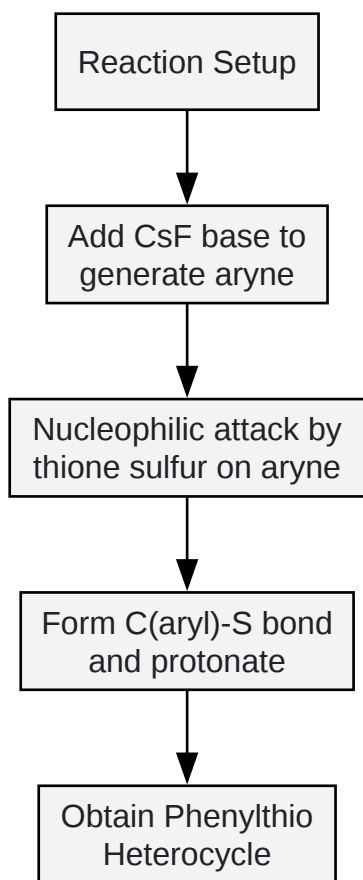 Reaction Setup
Add CsF base to
generate aryne
Nucleophilic attack by
thione sulfur on aryne
Form C(aryl)-S bond
and protonate
Obtain Phenylthio
Heterocycle